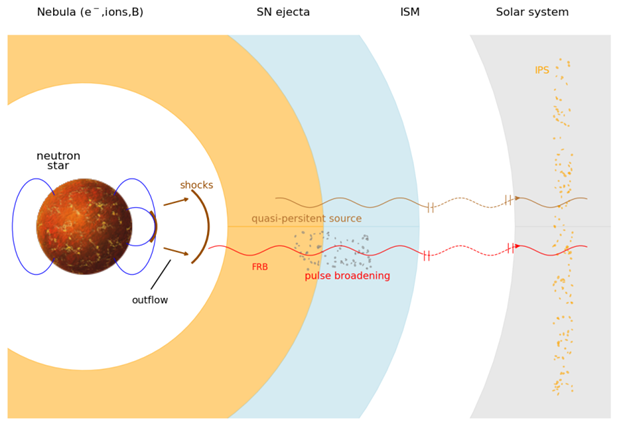 Nebula (e⁻,ions,B)
SN ejecta
ISM
Solar system
IPS
neutron
star
shocks
quasi-persitent source
FRB
pulse broadening
outflow